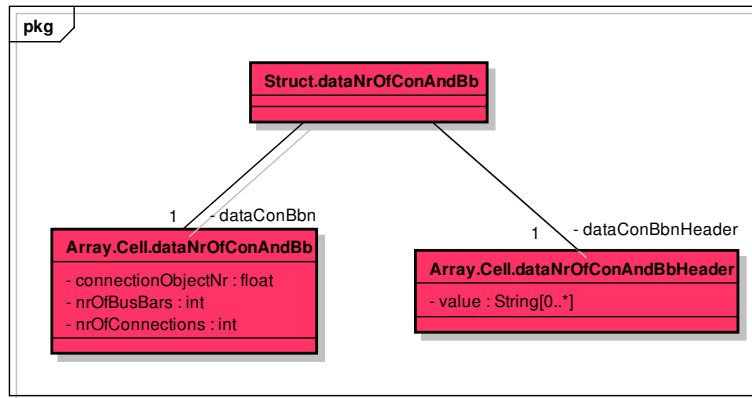 pkg
Struct.dataNrOfConAndBb
1 - dataConBbn
1 - dataConBbnHeader
Array.Cell.dataNrOfConAndBb
- connectionObjectNr : float
- nrOfBusBars : int
- nrOfConnections : int
Array.Cell.dataNrOfConAndBbHeader
- value : String[0..*]